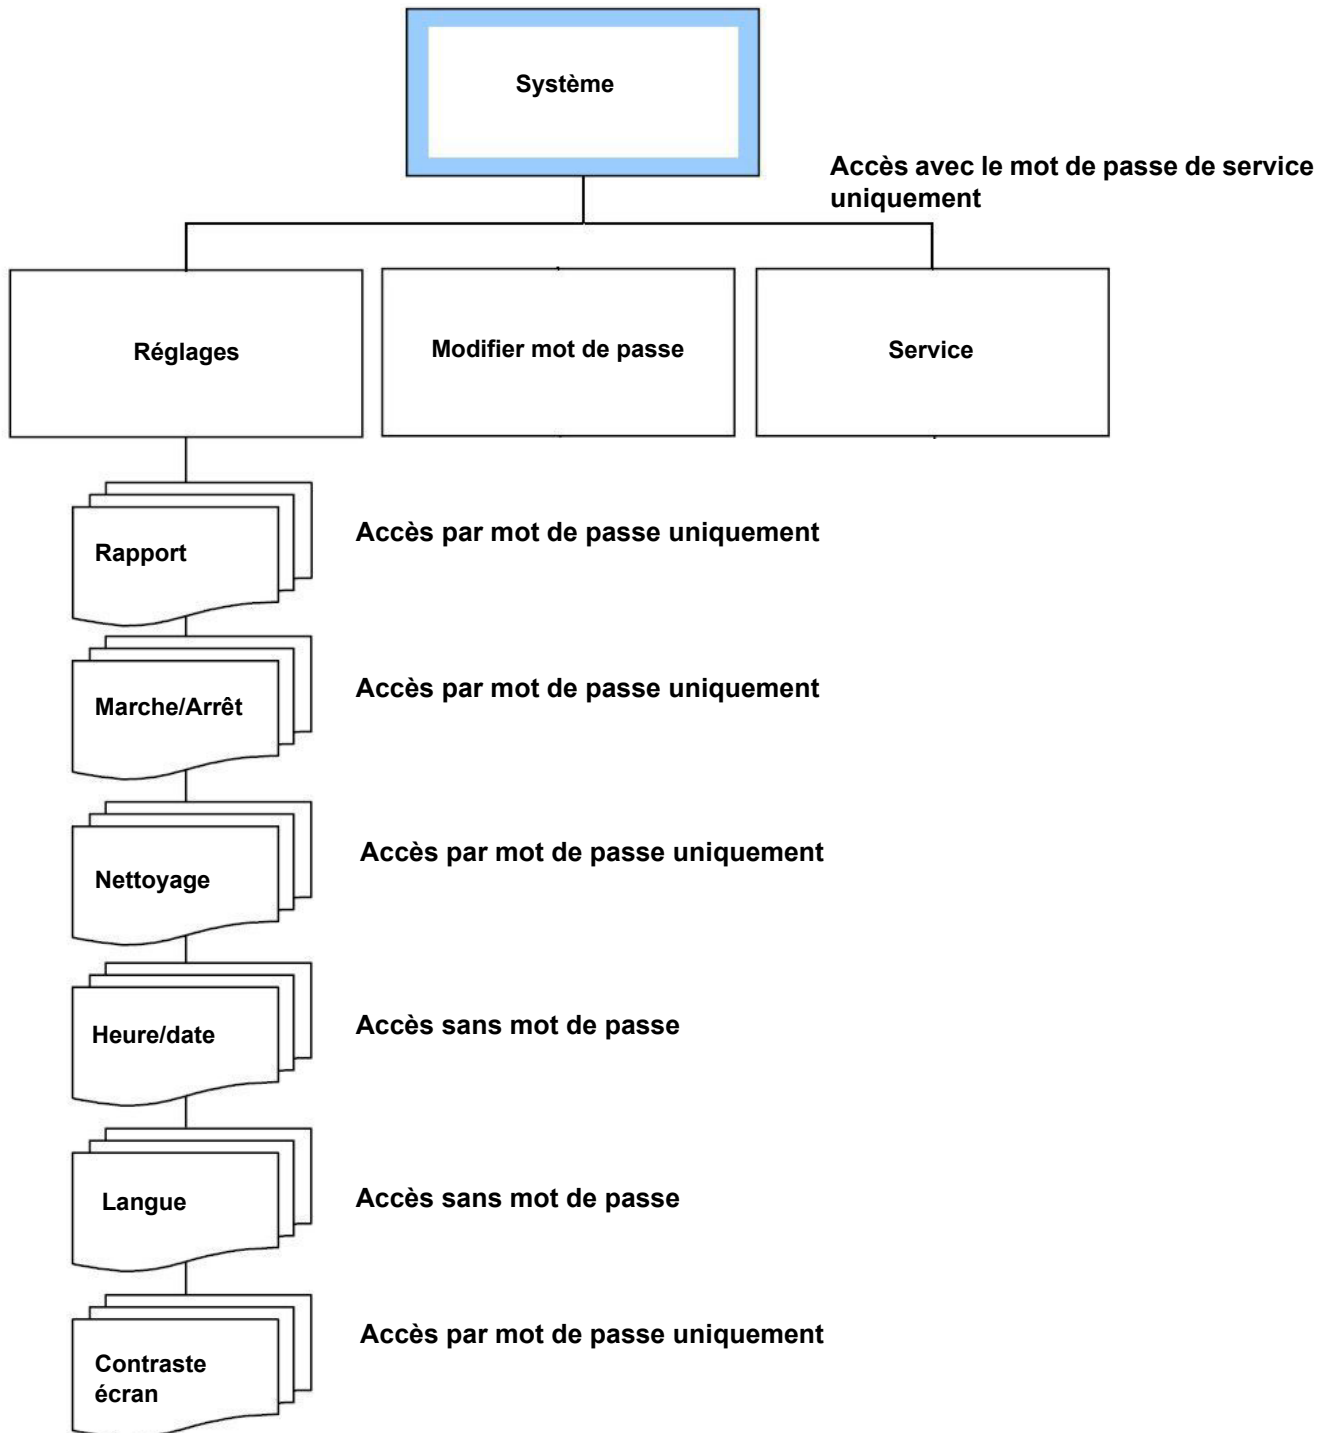 Système
Accès avec le mot de passe de service
uniquement
Réglages
Modifier mot de passe
Service
Rapport
Accès par mot de passe uniquement
Marche/Arrêt
Accès par mot de passe uniquement
Nettoyage
Accès par mot de passe uniquement
Heure/date
Accès sans mot de passe
Langue
Accès sans mot de passe
Contraste
écran
Accès par mot de passe uniquement